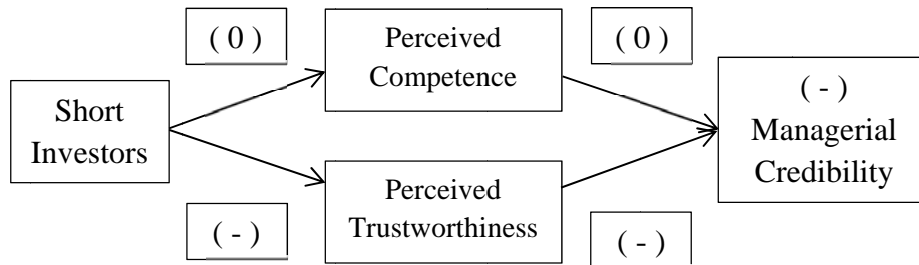 ( 0 )
Perceived
Competence
( 0 )
Short
Investors
( - )
Managerial
Credibility
( - )
Perceived
Trustworthiness
( - )